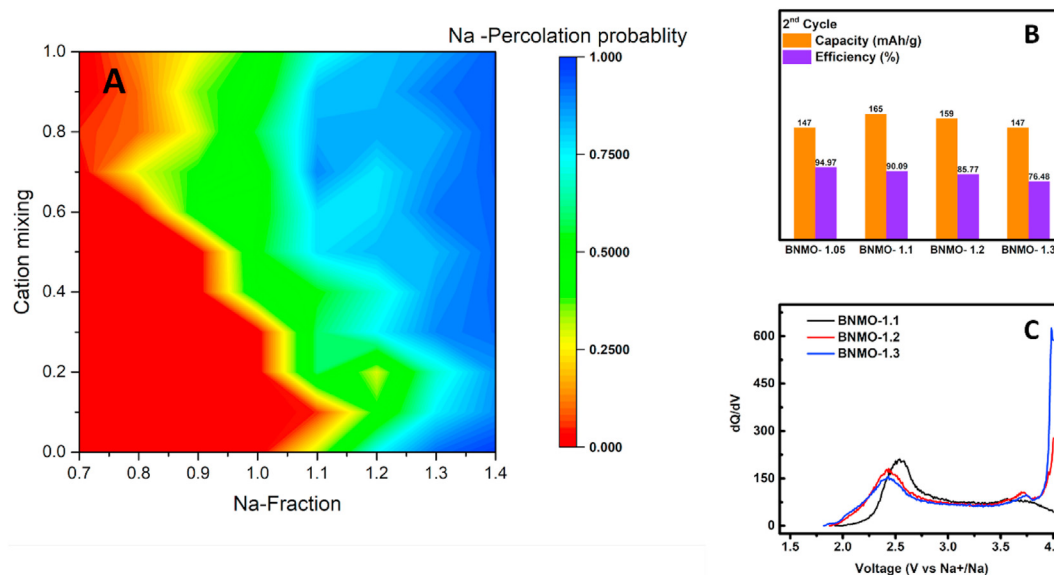 A
Na -Percolation probablity
1.0
0.8
0.6
0.4
0.2
0.0
Cation mixing
0.7
0.8
0.9
1.0
1.1
1.2
1.3
1.4
Na-Fraction
1.000
0.7500
0.5000
0.2500
0.000
B
2nd Cycle
Capacity (mAh/g)
Efficiency (%)
147
94.97
165
90.09
159
85.77
147
76.48
BNMO- 1.05
BNMO- 1.1
BNMO- 1.2
BNMO- 1.3
C
BNMO-1.1
BNMO-1.2
BNMO-1.3
600
450
300
150
0
dQ/dV
1.5
2.0
2.5
3.0
3.5
Voltage (V vs Na+/Na)